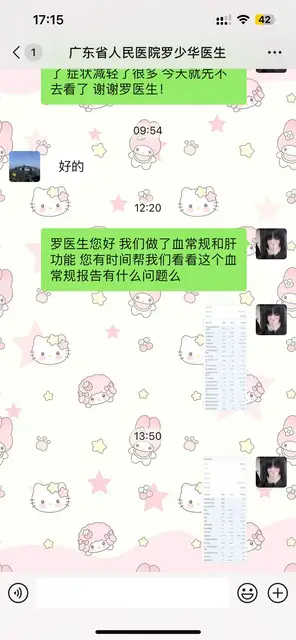 17:15
42
1
广东省人民医院罗少华医生
了 症状减轻了很多 今天就先不
去看了 谢谢罗医生！
09:54
好的
12:20
罗医生您好 我们做了血常规和肝
功能 您有时间帮我们看看这个血
常规报告有什么问题么
13:50